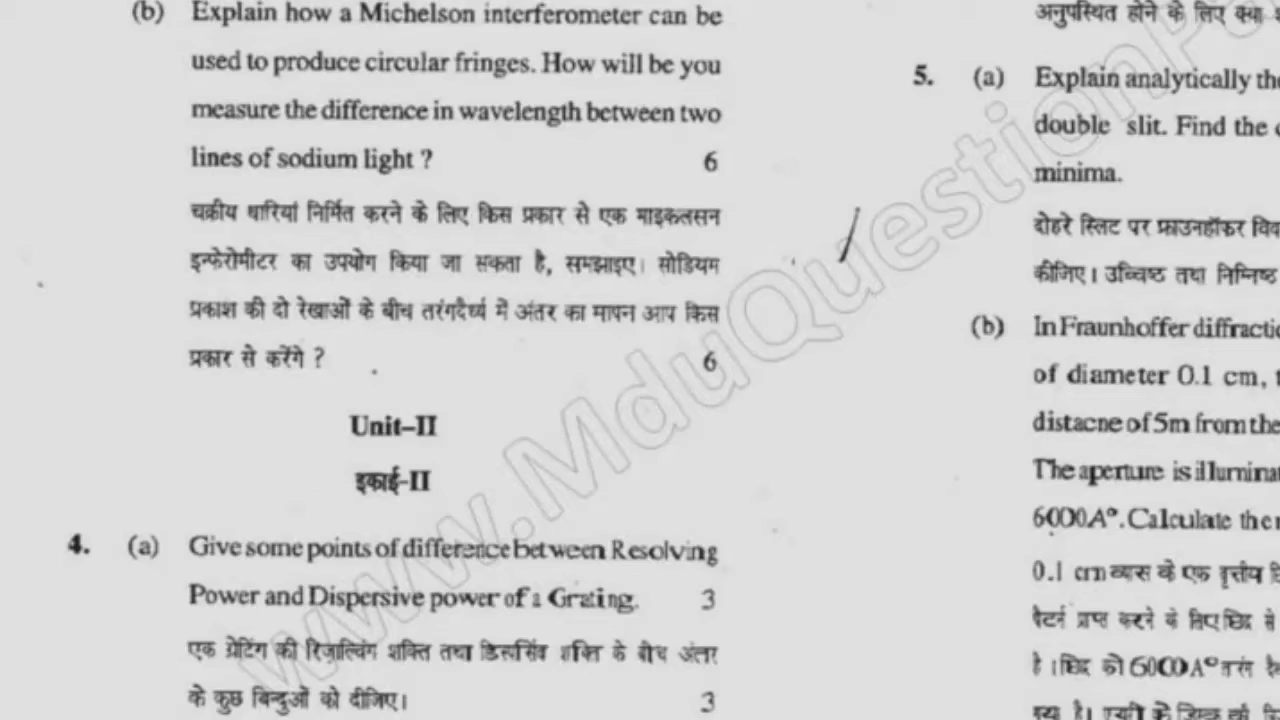 (b) Explain how a Michelson interferometer can be
used to produce circular fringes. How will be you
measure the difference in wavelength between two
lines of sodium light ? 6
चक्रीय धारियां निर्मित करने के लिए किस प्रकार से एक माइकलसन
इन्फेरोमीटर का उपयोग किया जा सकता है, समझाइए। सोडियम
प्रकाश की दो रेखाओं के बीच तरंगदैर्ध्य में अंतर का मापन आप किस
प्रकार से करेंगे ? 6
Unit–II
इकाई-II
4. (a) Give some points of difference between Resolving
Power and Dispersive power of a Grating. 3
एक ग्रेटिंग की रिज़ाल्विंग शक्ति तथा डिसपर्सिव शक्ति के बीच अंतर
के कुछ बिन्दुओं को दीजिए। 3
अनुपस्थित होने के लिए क्या
5. (a) Explain analytically the
double slit. Find the
minima.
दोहरे स्लिट पर फ्राउनहॉफर
कीजिए। उच्चिष्ठ तथा निम्निष्ठ
(b) In Fraunhoffer
of diameter 0.1 cm,
distacne of 5m from the
The aperture is
6000A°. Calculate the
0.1 cm व्यास के एक वृत्तीय
पैटर्न प्राप्त करने के लिए छिद्र से
है। छिद्र को 6000A° तरंग
www.MduQuestionPa